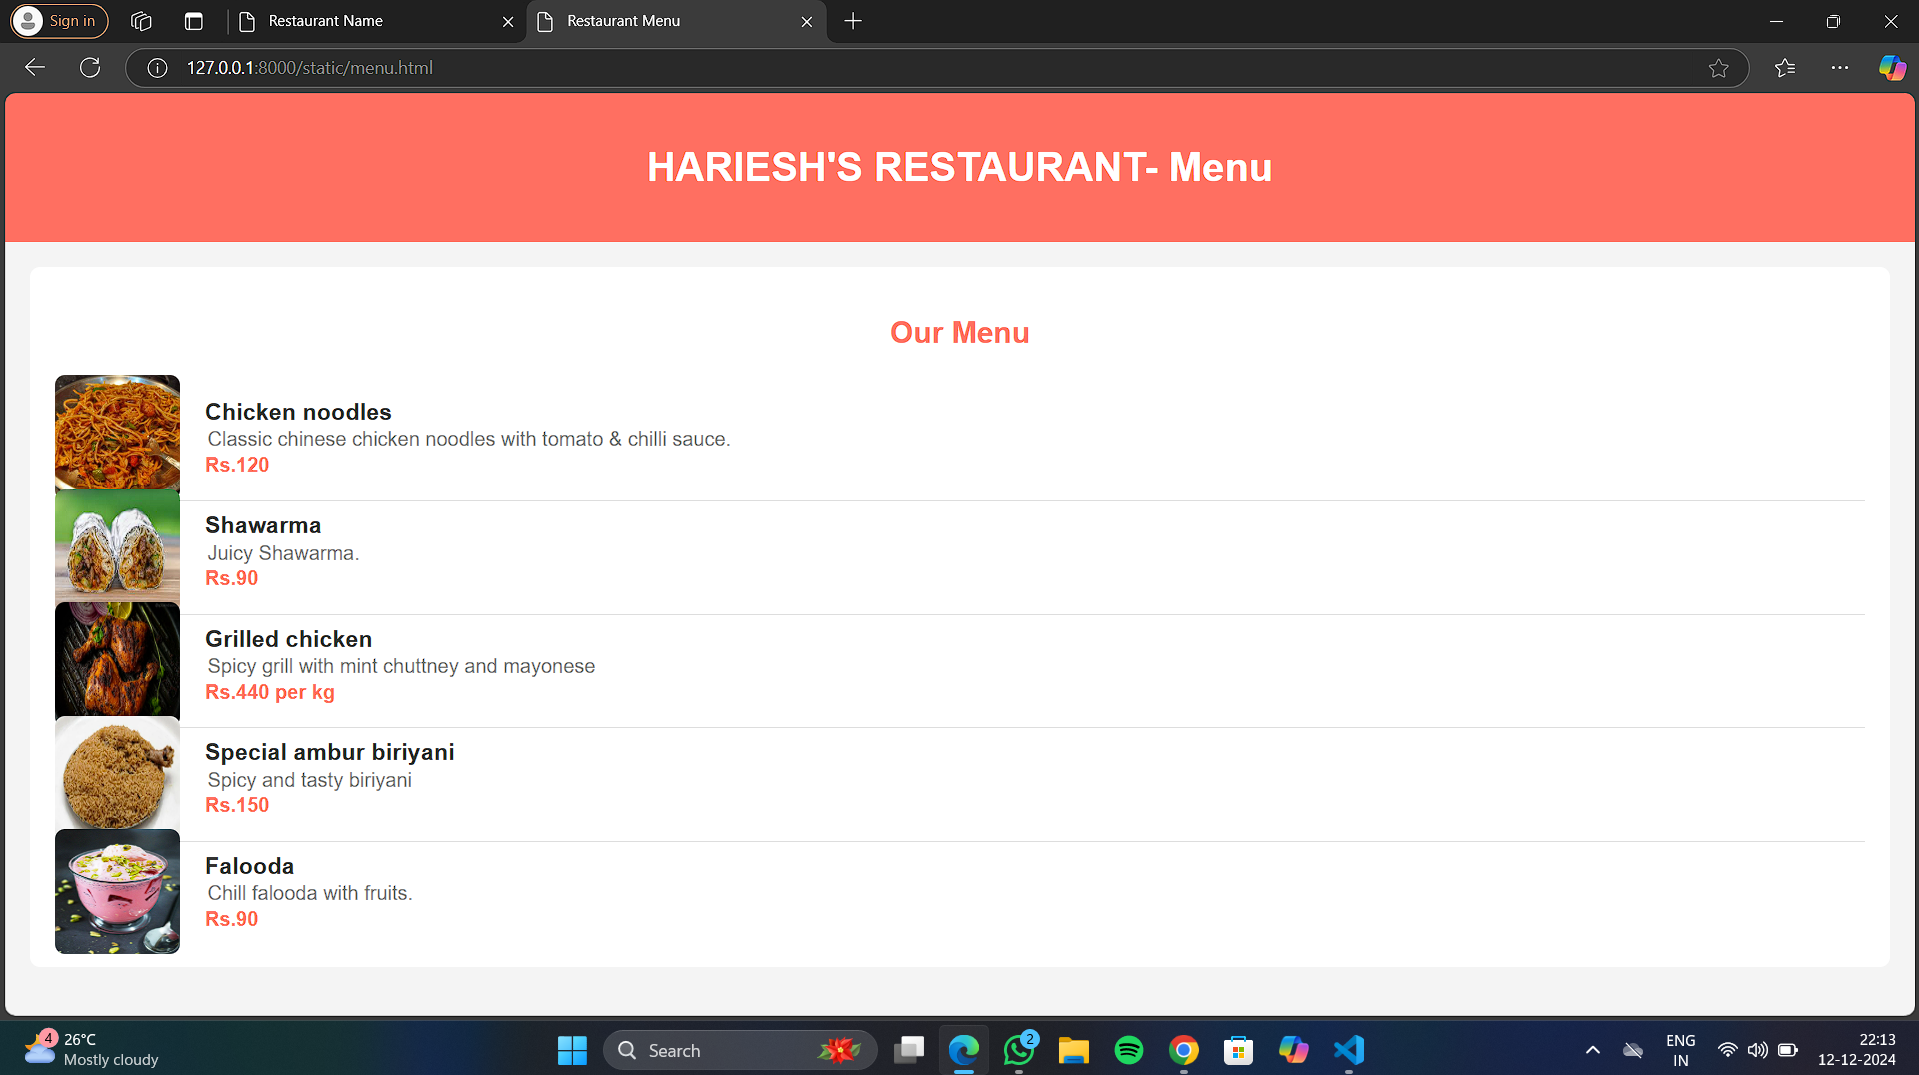 Sign in
Restaurant Name
Restaurant Menu
127.0.0.1:8000/static/menu.html
HARIESH'S RESTAURANT- Menu
Our Menu
Chicken noodles
Classic chinese chicken noodles with tomato & chilli sauce.
Rs.120
Shawarma
Juicy Shawarma.
Rs.90
Grilled chicken
Spicy grill with mint chuttney and mayonese
Rs.440 per kg
Special ambur biriyani
Spicy and tasty biriyani
Rs.150
Falooda
Chill falooda with fruits.
Rs.90
4
26°C
Mostly cloudy
Search
2
ENG
IN
22:13
12-12-2024